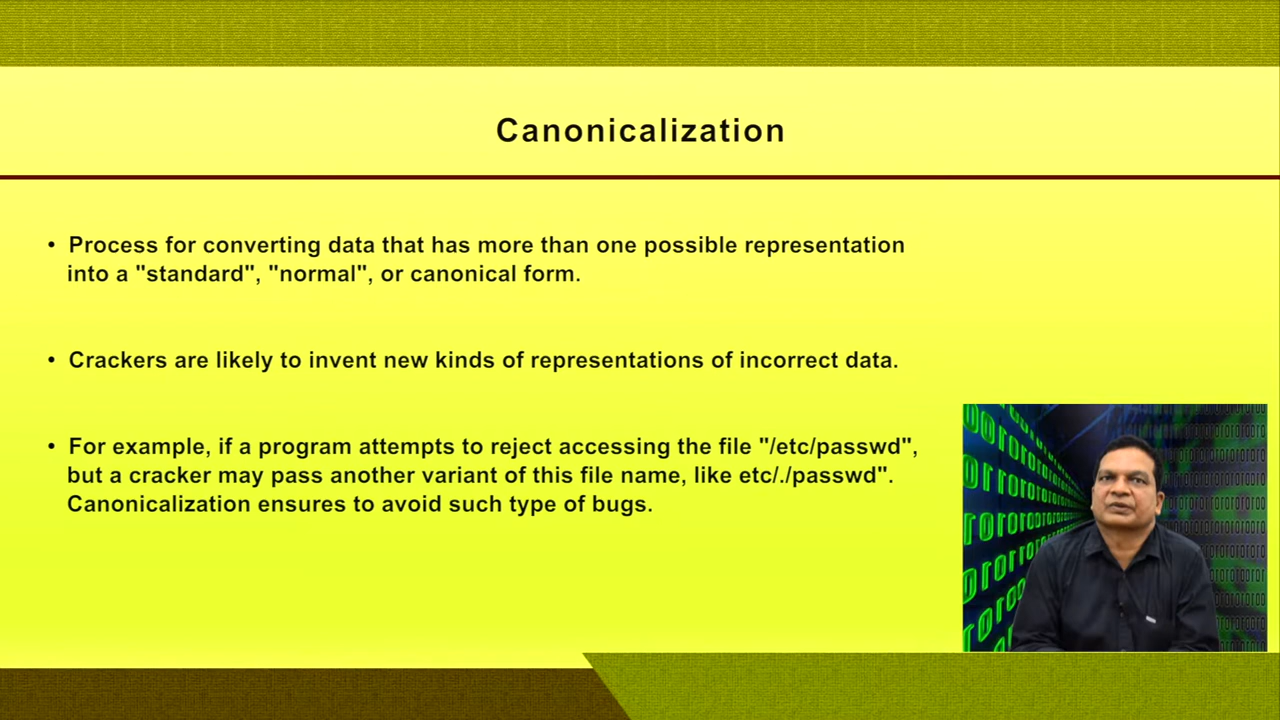 Canonicalization
• Process for converting data that has more than one possible representation
into a "standard", "normal", or canonical form.
• Crackers are likely to invent new kinds of representations of incorrect data.
• For example, if a program attempts to reject accessing the file "/etc/passwd",
but a cracker may pass another variant of this file name, like etc/./passwd".
Canonicalization ensures to avoid such type of bugs.